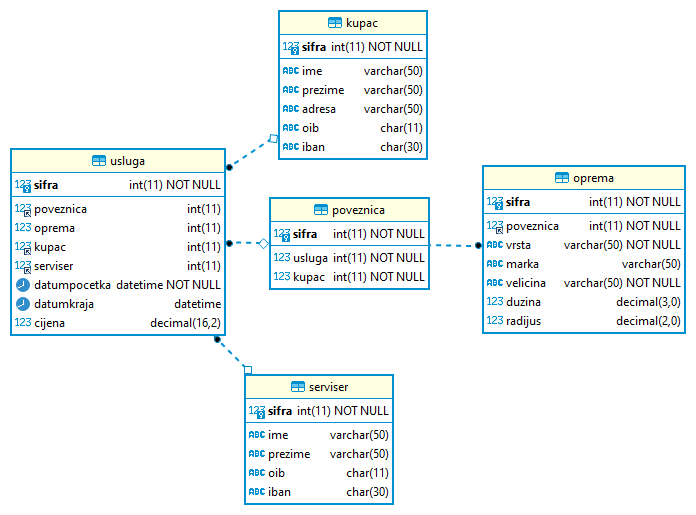 kupac
123 sifra int(11) NOT NULL
ABC ime varchar(50)
ABC prezime varchar(50)
ABC adresa varchar(50)
ABC oib char(11)
ABC iban char(30)
usluga
123 sifra int(11) NOT NULL
123 poveznica int(11)
123 oprema int(11)
123 kupac int(11)
123 serviser int(11)
datumpocetka datetime NOT NULL
datumkraja datetime
123 cijena decimal(16,2)
poveznica
123 sifra int(11) NOT NULL
123 usluga int(11) NOT NULL
123 kupac int(11) NOT NULL
oprema
123 sifra int(11) NOT NULL
123 poveznica int(11) NOT NULL
ABC vrsta varchar(50) NOT NULL
ABC marka varchar(50)
ABC velicina varchar(50) NOT NULL
123 duzina decimal(3,0)
123 radijus decimal(2,0)
serviser
123 sifra int(11) NOT NULL
ABC ime varchar(50)
ABC prezime varchar(50)
ABC oib char(11)
ABC iban char(30)